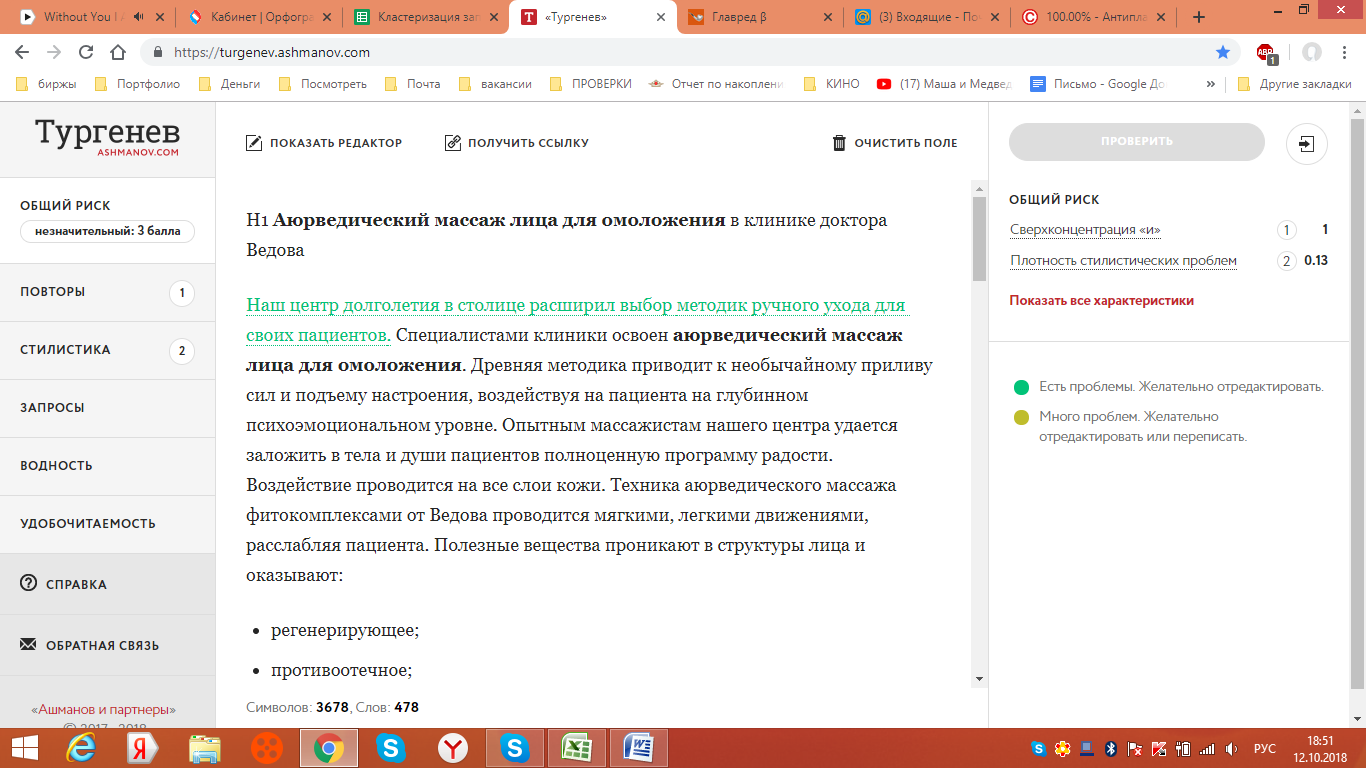 Without You I A
Кабинет | Орфогра
Кластеризация зап
«Тургенев»
Главред β
(3) Входящие - Поч
100.00% - Антипла
https://turgenev.ashmanov.com
ABP
1
биржы
Портфолио
Деньги
Посмотреть
Почта
вакансии
ПРОВЕРКИ
Отчет по накоплени
КИНО
(17) Маша и Медвед
Письмо - Google До
»
Другие закладки
Тургенев
ASHMANOV.COM
ОБЩИЙ РИСК
незначительный: 3 балла
ПОВТОРЫ 1
СТИЛИСТИКА 2
ЗАПРОСЫ
ВОДНОСТЬ
УДОБОЧИТАЕМОСТЬ
СПРАВКА
ОБРАТНАЯ СВЯЗЬ
«Ашманов и партнеры»
© 2017 - 2018
ПОКАЗАТЬ РЕДАКТОР
ПОЛУЧИТЬ ССЫЛКУ
ОЧИСТИТЬ ПОЛЕ
Н1 Аюрведический массаж лица для омоложения в клинике доктора
Ведова
Наш центр долголетия в столице расширил выбор методик ручного ухода для
своих пациентов. Специалистами клиники освоен аюрведический массаж
лица для омоложения. Древняя методика приводит к необычайному приливу
сил и подъему настроения, воздействуя на пациента на глубинном
психоэмоциональном уровне. Опытным массажистам нашего центра удается
заложить в тела и души пациентов полноценную программу радости.
Воздействие проводится на все слои кожи. Техника аюрведического массажа
фитокомплексами от Ведова проводится мягкими, легкими движениями,
расслабляя пациента. Полезные вещества проникают в структуры лица и
оказывают:
• регенерирующее;
• противоотечное;
Символов: 3678, Слов: 478
ПРОВЕРИТЬ
ОБЩИЙ РИСК
Сверхконцентрация «и» 1 1
Плотность стилистических проблем 2 0.13
Показать все характеристики
Есть проблемы. Желательно отредактировать.
Много проблем. Желательно
отредактировать или переписать.
РУС
18:51
12.10.2018